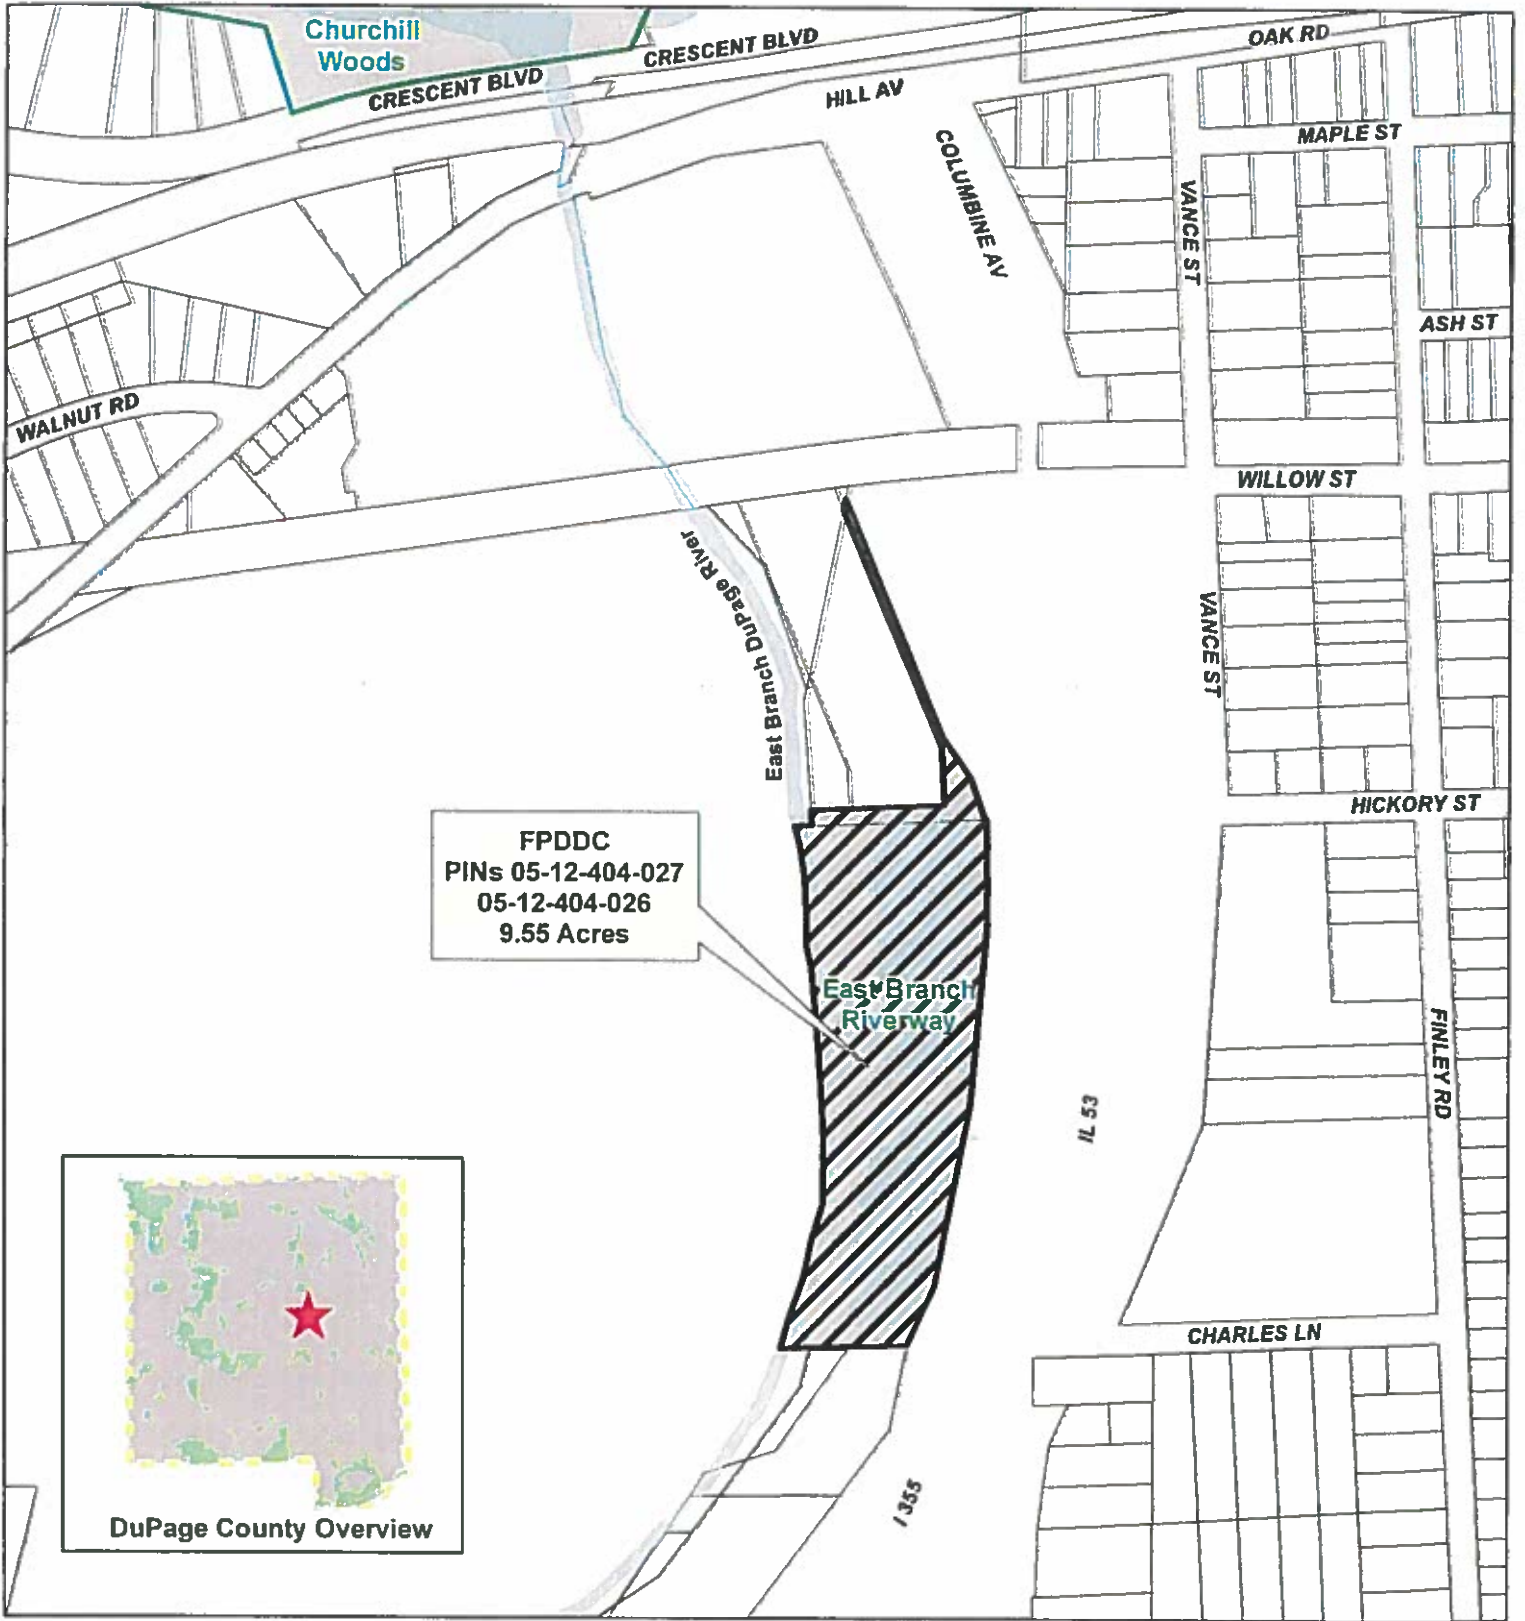 Churchill
Woods
CRESCENT BLVD
CRESCENT BLVD
OAK RD
HILL AV
MAPLE ST
COLUMBINE AV
VANCE ST
ASH ST
WALNUT RD
WILLOW ST
East Branch DuPage River
VANCE ST
HICKORY ST
FPDDC
PINs 05-12-404-027
05-12-404-026
9.55 Acres
East Branch
Riverway
FINLEY RD
IL 53
CHARLES LN
I 355
DuPage County Overview